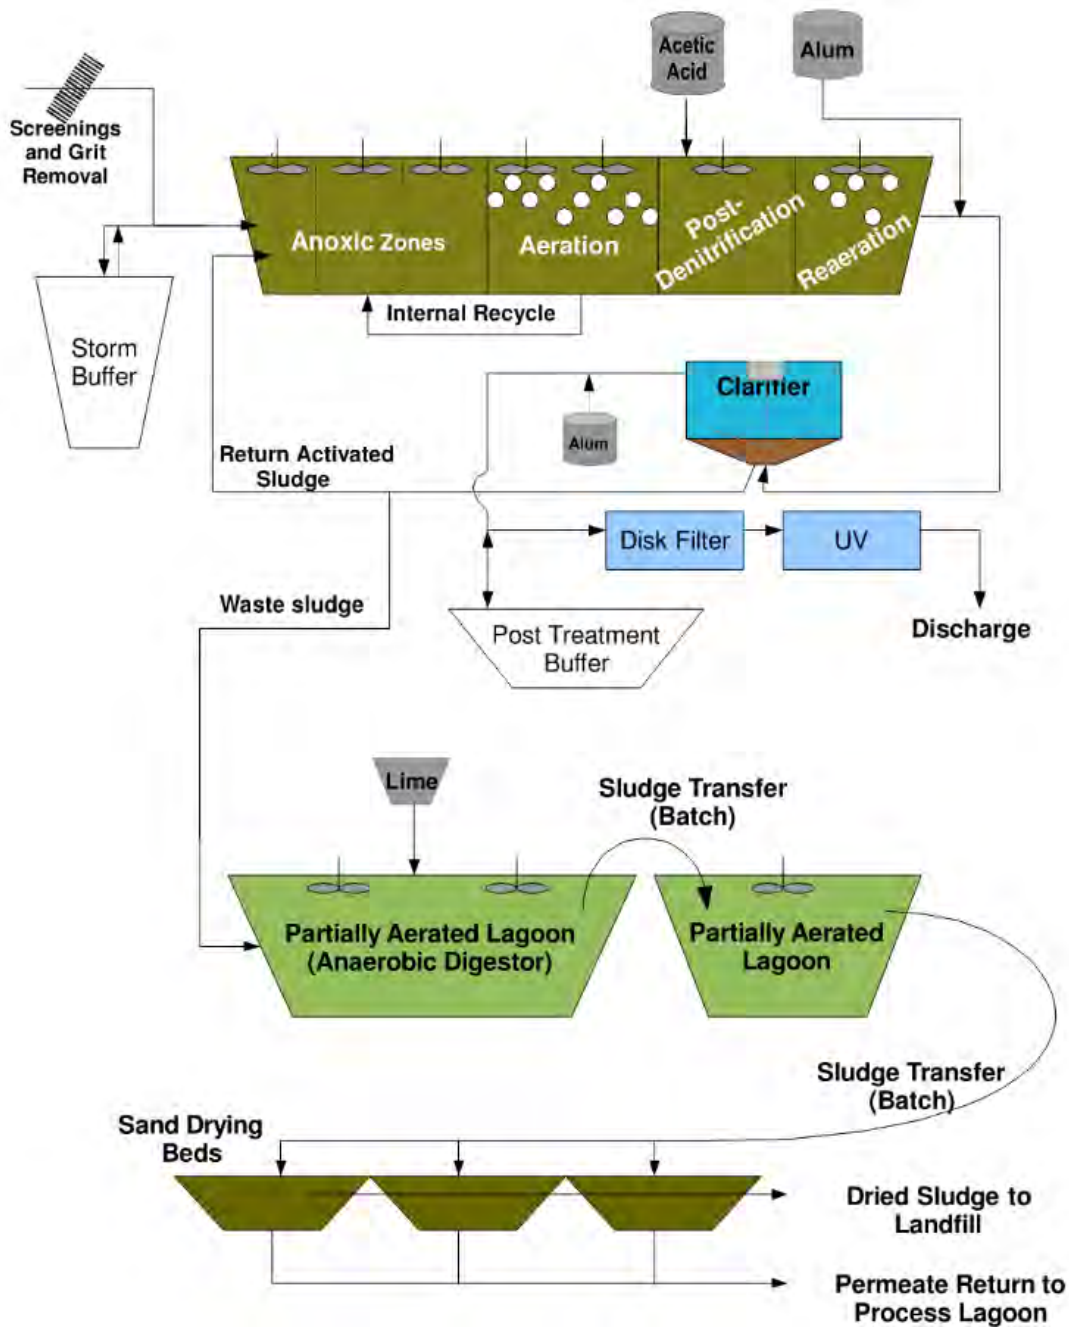 Acetic
Acid
Alum
Screenings
and Grit
Removal
Anoxic Zones
Aeration
Post-
Denitrification
Reaeration
Internal Recycle
Storm
Buffer
Clarifier
Alum
Return Activated
Sludge
Disk Filter
UV
Waste sludge
Discharge
Post Treatment
Buffer
Lime
Sludge Transfer
(Batch)
Partially Aerated Lagoon
(Anaerobic Digestor)
Partially Aerated
Lagoon
Sludge Transfer
(Batch)
Sand Drying
Beds
Dried Sludge to
Landfill
Permeate Return to
Process Lagoon